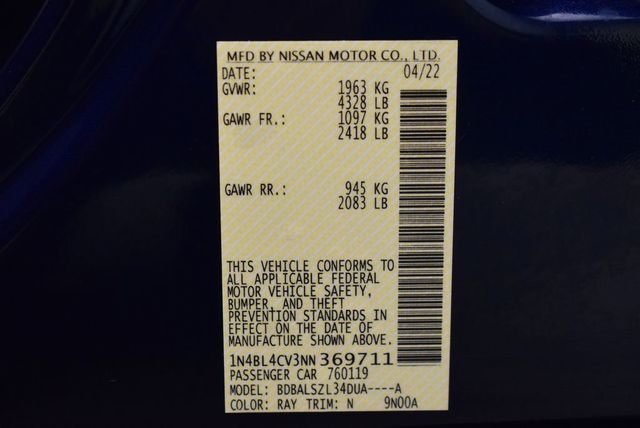 MFD BY NISSAN MOTOR CO., LTD.
DATE: 04/22
GVWR: 1963 KG
4328 LB
GAWR FR.: 1097 KG
2418 LB
GAWR RR.: 945 KG
2083 LB
THIS VEHICLE CONFORMS TO
ALL APPLICABLE FEDERAL
MOTOR VEHICLE SAFETY,
BUMPER, AND THEFT
PREVENTION STANDARDS IN
EFFECT ON THE DATE OF
MANUFACTURE SHOWN ABOVE.
1N4BL4CV3NN369711
PASSENGER CAR 760119
MODEL: BDBALSZL34DUA----A
COLOR: RAY TRIM: N 9N00A